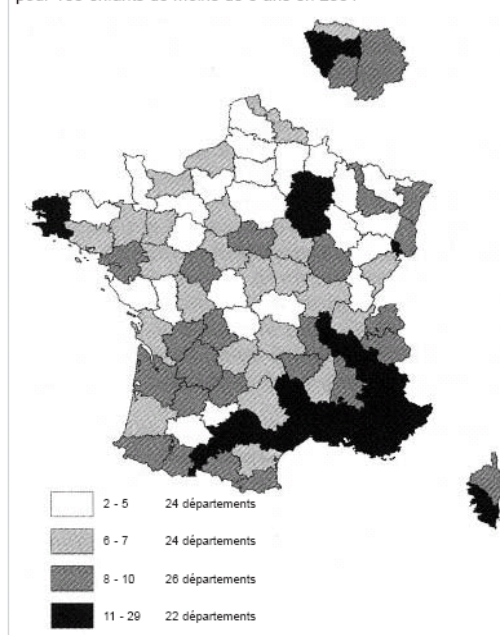 2 - 5 24 départements
6 - 7 24 départements
8 - 10 26 départements
11 - 29 22 départements